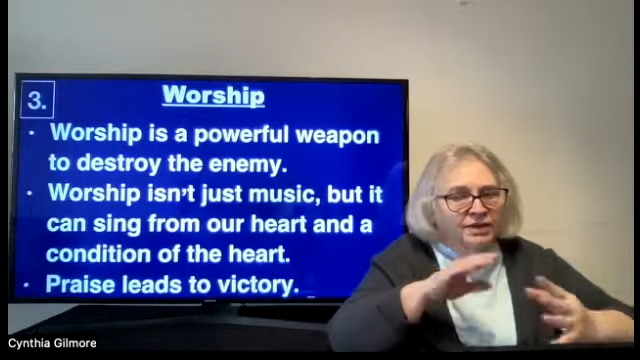 3.
Worship
• Worship is a powerful weapon
to destroy the enemy.
• Worship isn't just music, but it
can sing from our heart and a
condition of the heart.
• Praise leads to victory.
Cynthia Gilmore